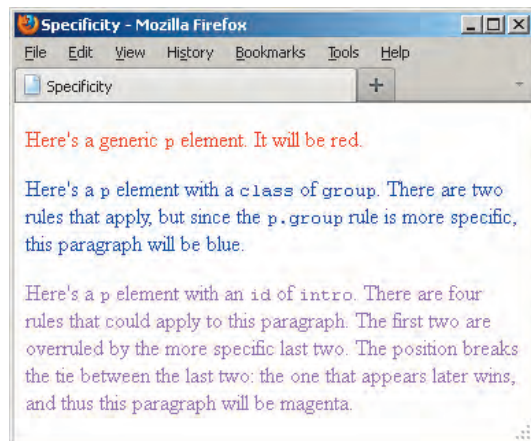 Specificity - Mozilla Firefox
File Edit View History Bookmarks Tools Help
Specificity
Here's a generic p element. It will be red.
Here's a p element with a class of group. There are two
rules that apply, but since the p.group rule is more specific,
this paragraph will be blue.
Here's a p element with an id of intro. There are four
rules that could apply to this paragraph. The first two are
overruled by the more specific last two. The position breaks
the tie between the last two: the one that appears later wins,
and thus this paragraph will be magenta.